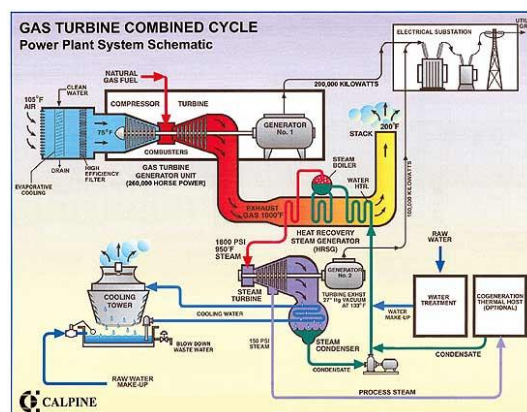 GAS TURBINE COMBINED CYCLE
Power Plant System Schematic
UTILITY
GRID
ELECTRICAL SUBSTATION
NATURAL
GAS FUEL
200,000 KILOWATTS
CLEAN
WATER
105°F
AIR
COMPRESSOR
TURBINE
75°F
GENERATOR
No. 1
200°F
STACK
COMBUSTERS
DRAIN
HIGH
EFFICIENCY
FILTER
EVAPORATIVE
COOLING
GAS TURBINE
GENERATOR UNIT
(260,000 HORSE POWER)
STEAM
BOILER
WATER
HTR.
100,000 KILOWATTS
EXHAUST
GAS 1000°F
HEAT RECOVERY
STEAM GENERATOR
(HRSG)
1800 PSI
950°F
STEAM
RAW
WATER
GENERATOR
No. 2
STEAM
TURBINE
TURBINE EXHST
27" Hg VACUUM
AT 133°F
COOLING
TOWER
COOLING WATER
WATER
TREATMENT
COGENERATION
THERMAL HOST
(OPTIONAL)
WATER
MAKE-UP
150 PSI
STEAM
STEAM
CONDENSER
BLOW DOWN
WASTE WATER
CONDENSATE
CONDENSATE
RAW WATER
MAKE-UP
PROCESS STEAM
CALPINE